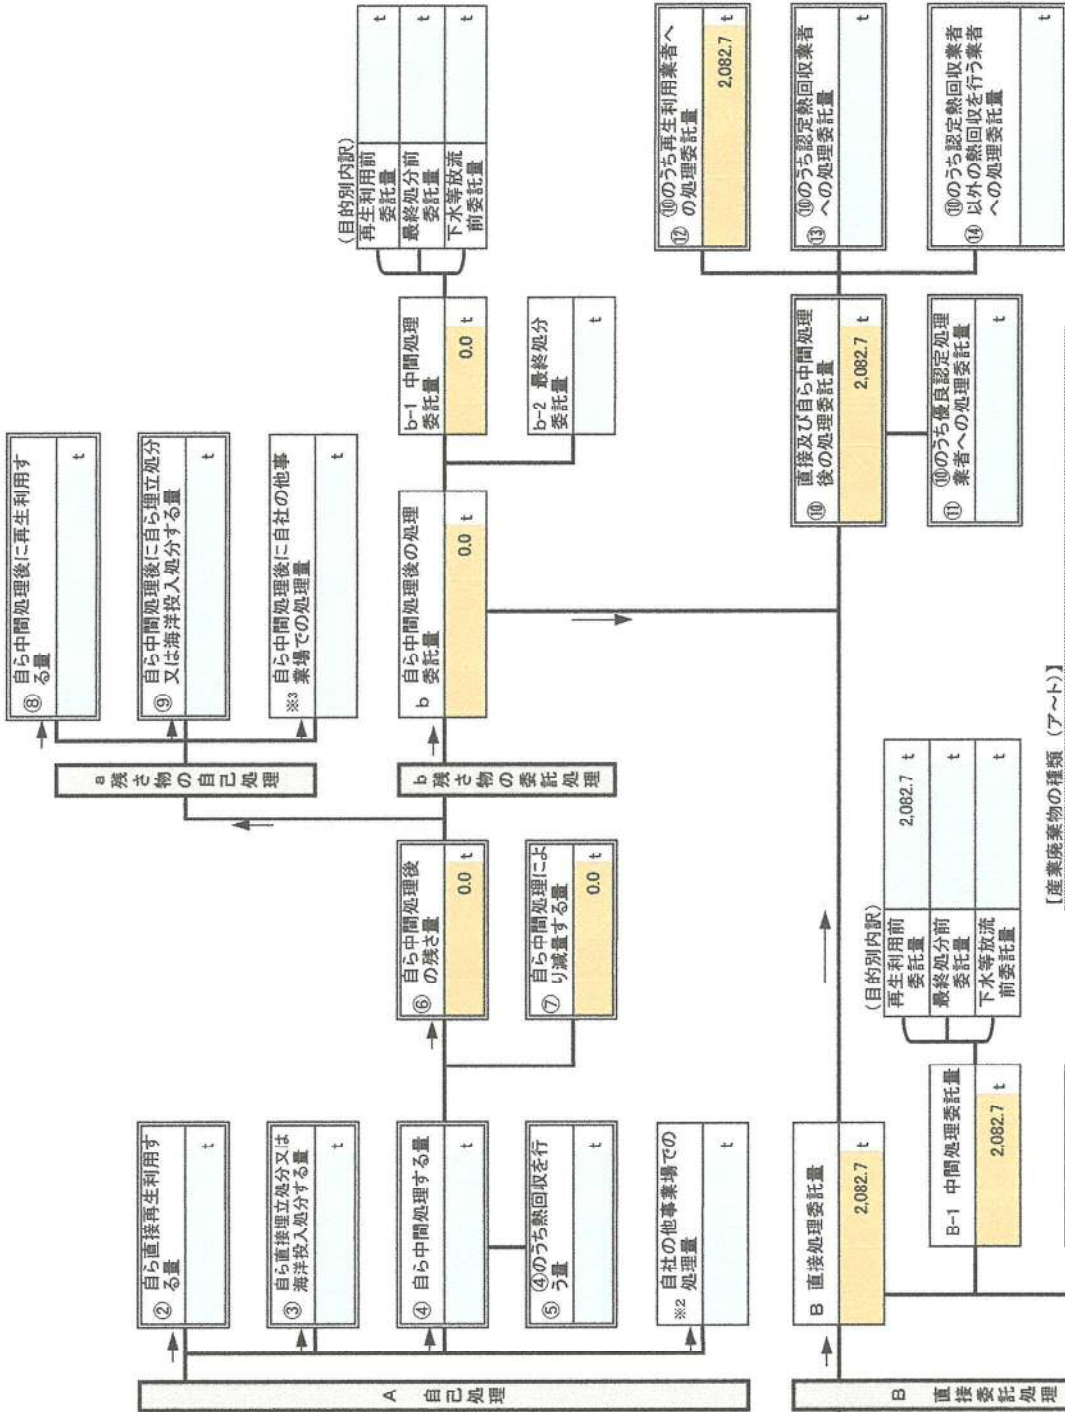 A 自己処理
② 自ら直接再生利用す
る量
t
③ 自ら直接埋立処分又は
海洋投入処分する量
t
④ 自ら中間処理する量
t
⑤ ④のうち熱回収を行
う量
t
※2 自社の他事業場での
処理量
t
⑥ 自ら中間処理後
の残さ量
0.0 t
⑦ 自ら中間処理によ
り減量する量
0.0 t
a 残さ物の自己処理
⑧ 自ら中間処理後に再生利用す
る量
t
⑨ 自ら中間処理後に自ら埋立処分
又は海洋投入処分する量
t
※3 自ら中間処理後に自社の他事
業場での処理量
t
b 残さ物の委託処理
b 自ら中間処理後の処理
委託量
0.0 t
b-1 中間処理
委託量
0.0 t
b-2 最終処分
委託量
t
(目的別内訳)
再生利用前
委託量
t
最終処分前
委託量
t
下水等放流
前委託量
t
B 直接委託処理
B 直接処理委託量
2,082.7 t
B-1 中間処理委託量
2,082.7 t
(目的別内訳)
再生利用前
委託量
2,082.7 t
最終処分前
委託量
t
下水等放流
前委託量
t
⑩ 直接及び自ら中間処理
後の処理委託量
2,082.7 t
⑪ ⑩のうち優良認定処理
業者への処理委託量
t
⑫ ⑩のうち再生利用業者へ
の処理委託量
2,082.7 t
⑬ ⑩のうち認定熱回収業者
への処理委託量
t
⑭ ⑩のうち認定熱回収業者
以外の熱回収を行う業者
への処理委託量
t
[産業廃棄物の種類 (ア~ト)]